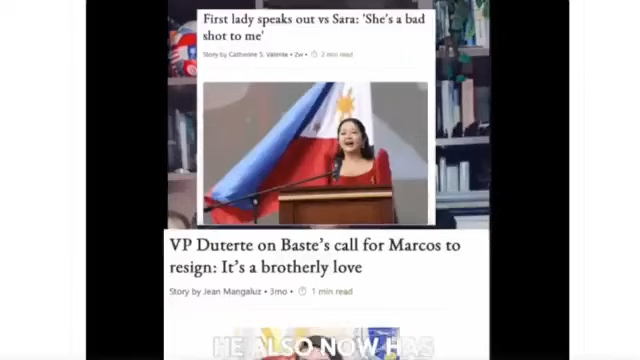 First lady speaks out vs Sara: 'She's a bad
shot to me'
Story by Catherine S. Valente • 2w • 2 min read
VP Duterte on Baste's call for Marcos to
resign: It's a brotherly love
Story by Jean Mangaluz • 3mo • 1 min read
HE ALSO NOW HAS